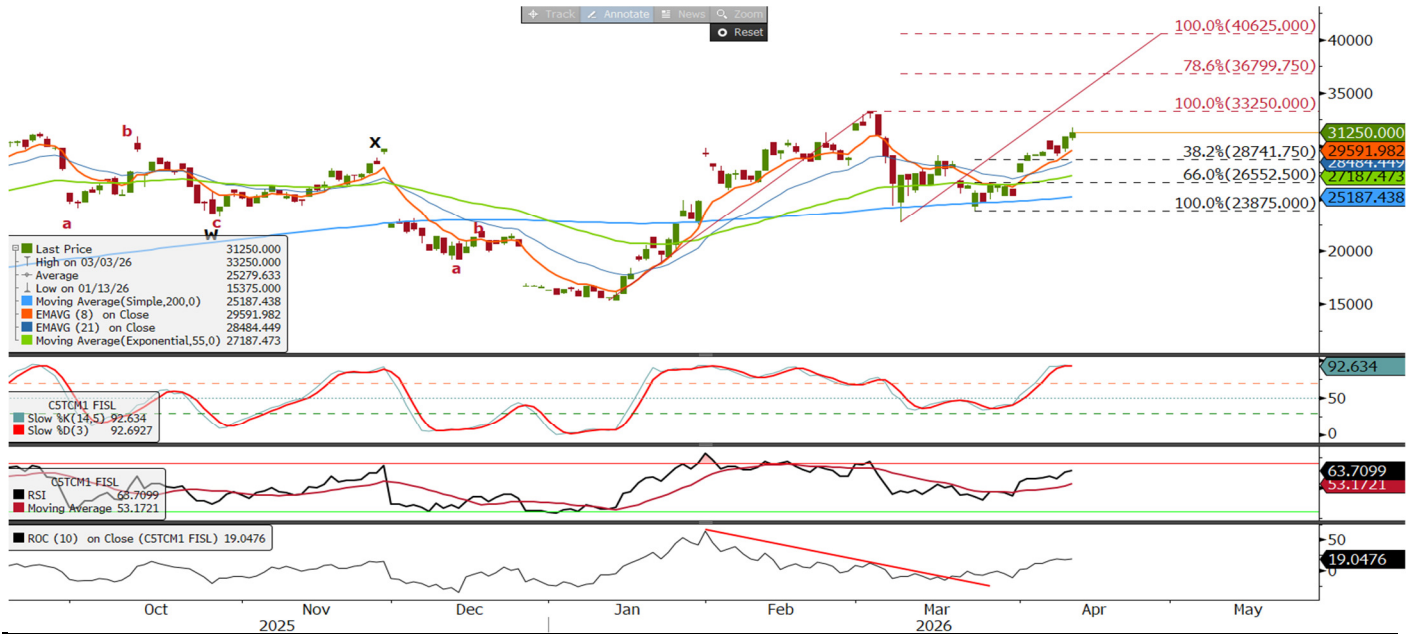 Track Annotate News Zoom
Reset
100.0%(40625.000)
40000
78.6%(36799.750)
35000
100.0%(33250.000)
31250.000
29591.982
38.2%(28741.750)
28484.449
66.0%(26552.500)
27187.473
25187.438
100.0%(23875.000)
20000
15000
b
X
a
c
W
b
a
Last Price 31250.000
High on 03/03/26 33250.000
Average 25279.633
Low on 01/13/26 15375.000
Moving Average(Simple,200,0) 25187.438
EMAVG (8) on Close 29591.982
EMAVG (21) on Close 28484.449
Moving Average(Exponential,55,0) 27187.473
92.634
50
0
C5TCM1 FISL
Slow %K(14,5) 92.634
Slow %D(3) 92.6927
63.7099
53.1721
C5TCM1 FISL
RSI 63.7099
Moving Average 53.1721
ROC (10) on Close (C5TCM1 FISL) 19.0476
50
19.0476
0
Oct Nov Dec Jan Feb Mar Apr May
2025 2026